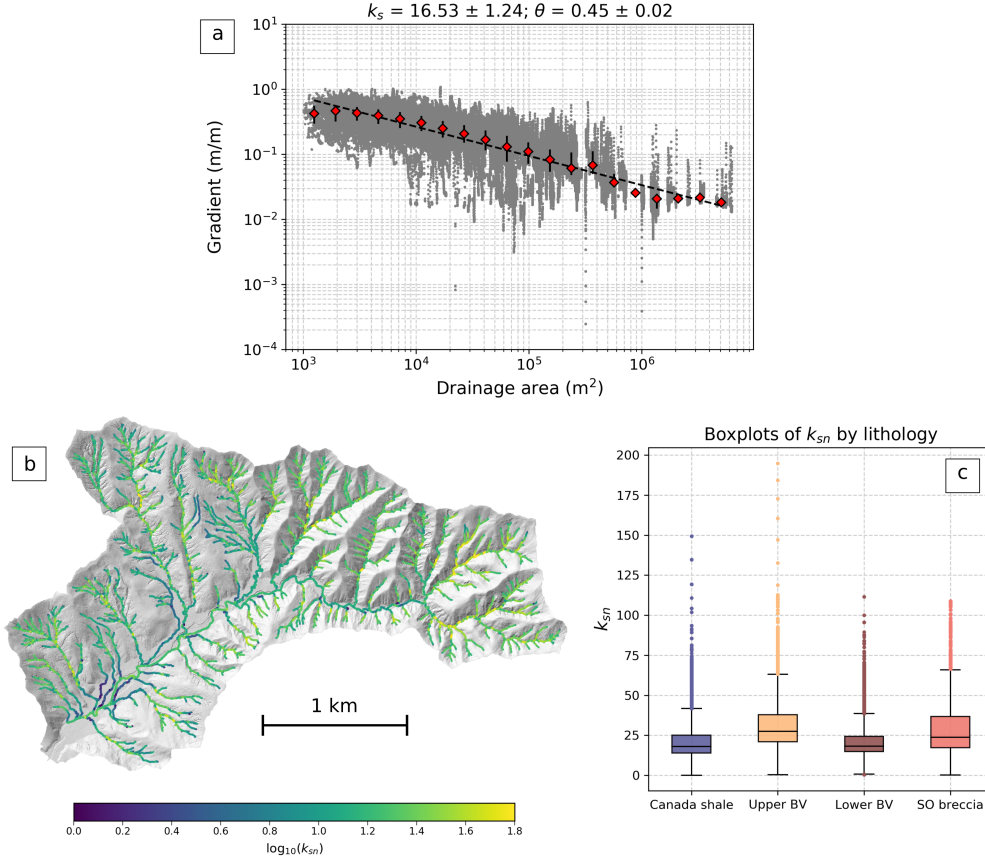 k_s = 16.53 ± 1.24; θ = 0.45 ± 0.02
a
10^1
10^0
10^−1
10^−2
10^−3
10^−4
Gradient (m/m)
10^3 10^4 10^5 10^6
Drainage area (m^2)
b
1 km
0.0 0.2 0.4 0.6 0.8 1.0 1.2 1.4 1.6 1.8
log_10(k_sn)
Boxplots of k_sn by lithology
c
200
175
150
125
100
75
50
25
0
k_sn
Canada shale Upper BV Lower BV SO breccia